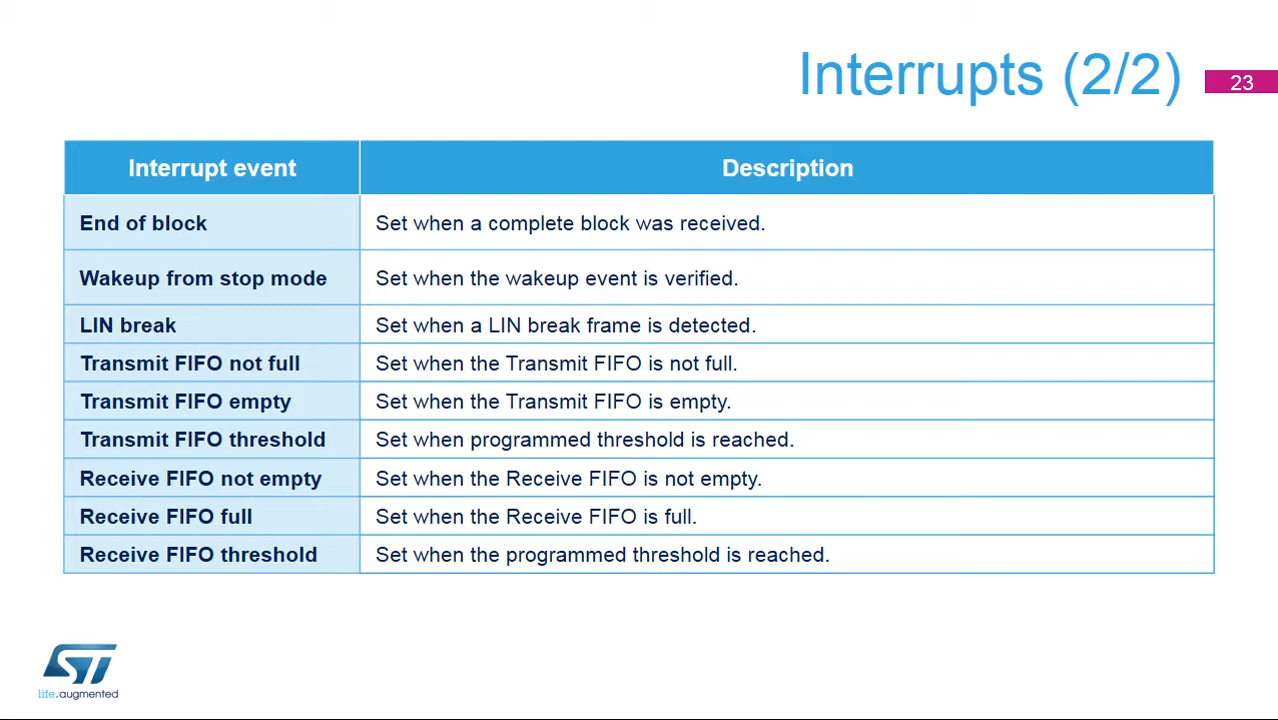 Interrupts (2/2)
23
Interrupt event Description
End of block Set when a complete block was received.
Wakeup from stop mode Set when the wakeup event is verified.
LIN break Set when a LIN break frame is detected.
Transmit FIFO not full Set when the Transmit FIFO is not full.
Transmit FIFO empty Set when the Transmit FIFO is empty.
Transmit FIFO threshold Set when programmed threshold is reached.
Receive FIFO not empty Set when the Receive FIFO is not empty.
Receive FIFO full Set when the Receive FIFO is full.
Receive FIFO threshold Set when the programmed threshold is reached.
ST
life.augmented